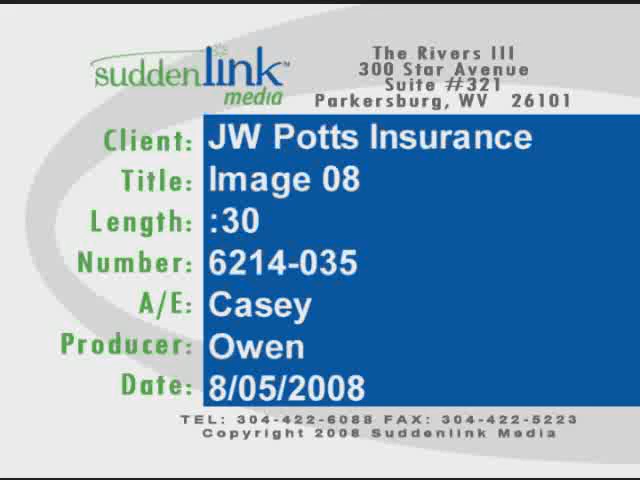 suddenlink™
media
The Rivers III
300 Star Avenue
Suite #321
Parkersburg, WV 26101
Client: JW Potts Insurance
Title: Image 08
Length: :30
Number: 6214-035
A/E: Casey
Producer: Owen
Date: 8/05/2008
TEL: 304-422-6088 FAX: 304-422-5223
Copyright 2008 Suddenlink Media